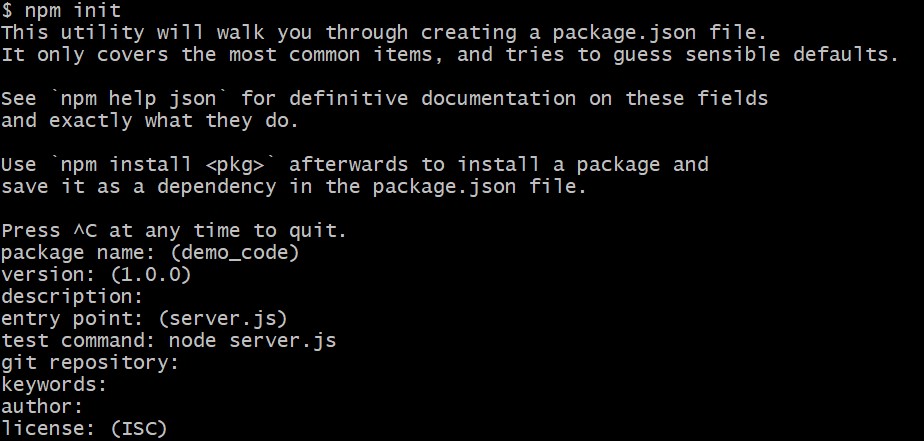 $ npm init
This utility will walk you through creating a package.json file.
It only covers the most common items, and tries to guess sensible defaults.
See `npm help json` for definitive documentation on these fields
and exactly what they do.
Use `npm install <pkg>` afterwards to install a package and
save it as a dependency in the package.json file.
Press ^C at any time to quit.
package name: (demo_code)
version: (1.0.0)
description:
entry point: (server.js)
test command: node server.js
git repository:
keywords:
author:
license: (ISC)